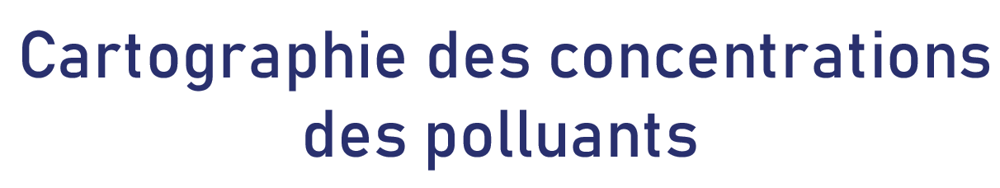 Cartographie des concentrations
des polluants